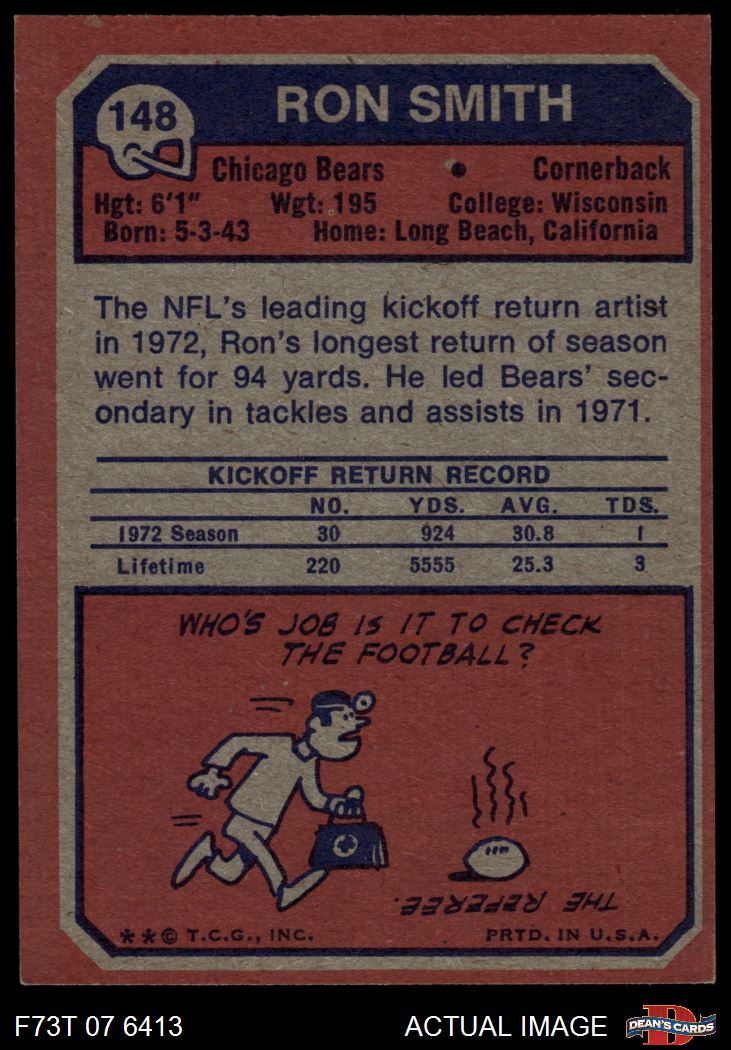 148
RON SMITH
Chicago Bears • Cornerback
Hgt: 6'1" Wgt: 195 College: Wisconsin
Born: 5-3-43 Home: Long Beach, California
The NFL's leading kickoff return artist
in 1972, Ron's longest return of season
went for 94 yards. He led Bears' sec-
ondary in tackles and assists in 1971.
KICKOFF RETURN RECORD
NO. YDS. AVG. TDS.
1972 Season 30 924 30.8 1
Lifetime 220 5555 25.3 3
WHO'S JOB IS IT TO CHECK
THE FOOTBALL?
THE REFEREE.
**© T.C.G., INC. PRTD. IN U.S.A.
F73T 07 6413 ACTUAL IMAGE D DEAN'S CARDS